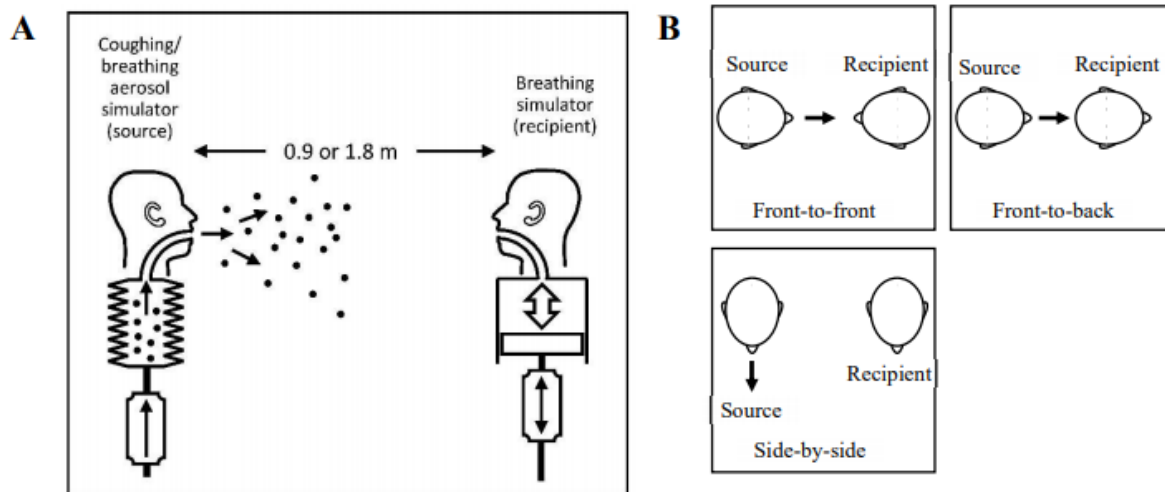 A
Coughing/
breathing
aerosol
simulator
(source)
Breathing
simulator
(recipient)
0.9 or 1.8 m
B
Source Recipient
Front-to-front
Source Recipient
Front-to-back
Recipient
Source
Side-by-side